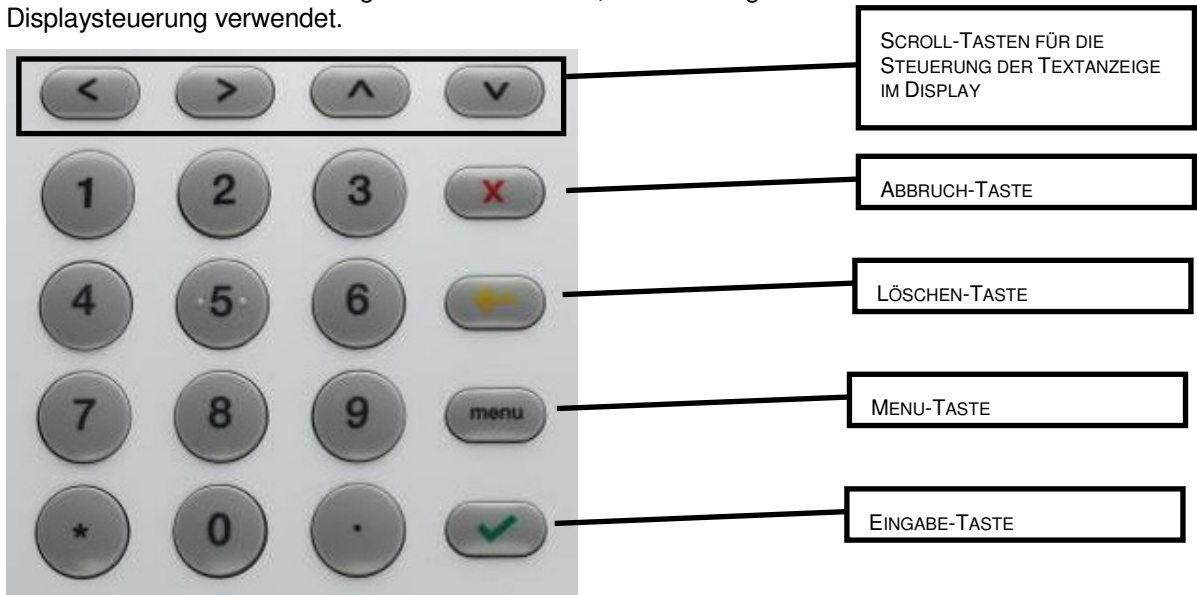 Displaysteuerung verwendet.
SCROLL-TASTEN FÜR DIE
STEUERUNG DER TEXTANZEIGE
IM DISPLAY
< > ^ v
1 2 3 X
ABBRUCH-TASTE
4 ·5· 6
LÖSCHEN-TASTE
7 8 9 menu
MENU-TASTE
* 0 ·
EINGABE-TASTE